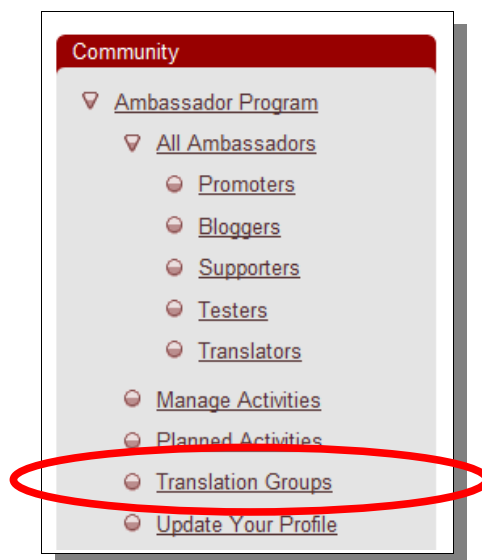 Community
Ambassador Program
All Ambassadors
Promoters
Bloggers
Supporters
Testers
Translators
Manage Activities
Planned Activities
Translation Groups
Update Your Profile